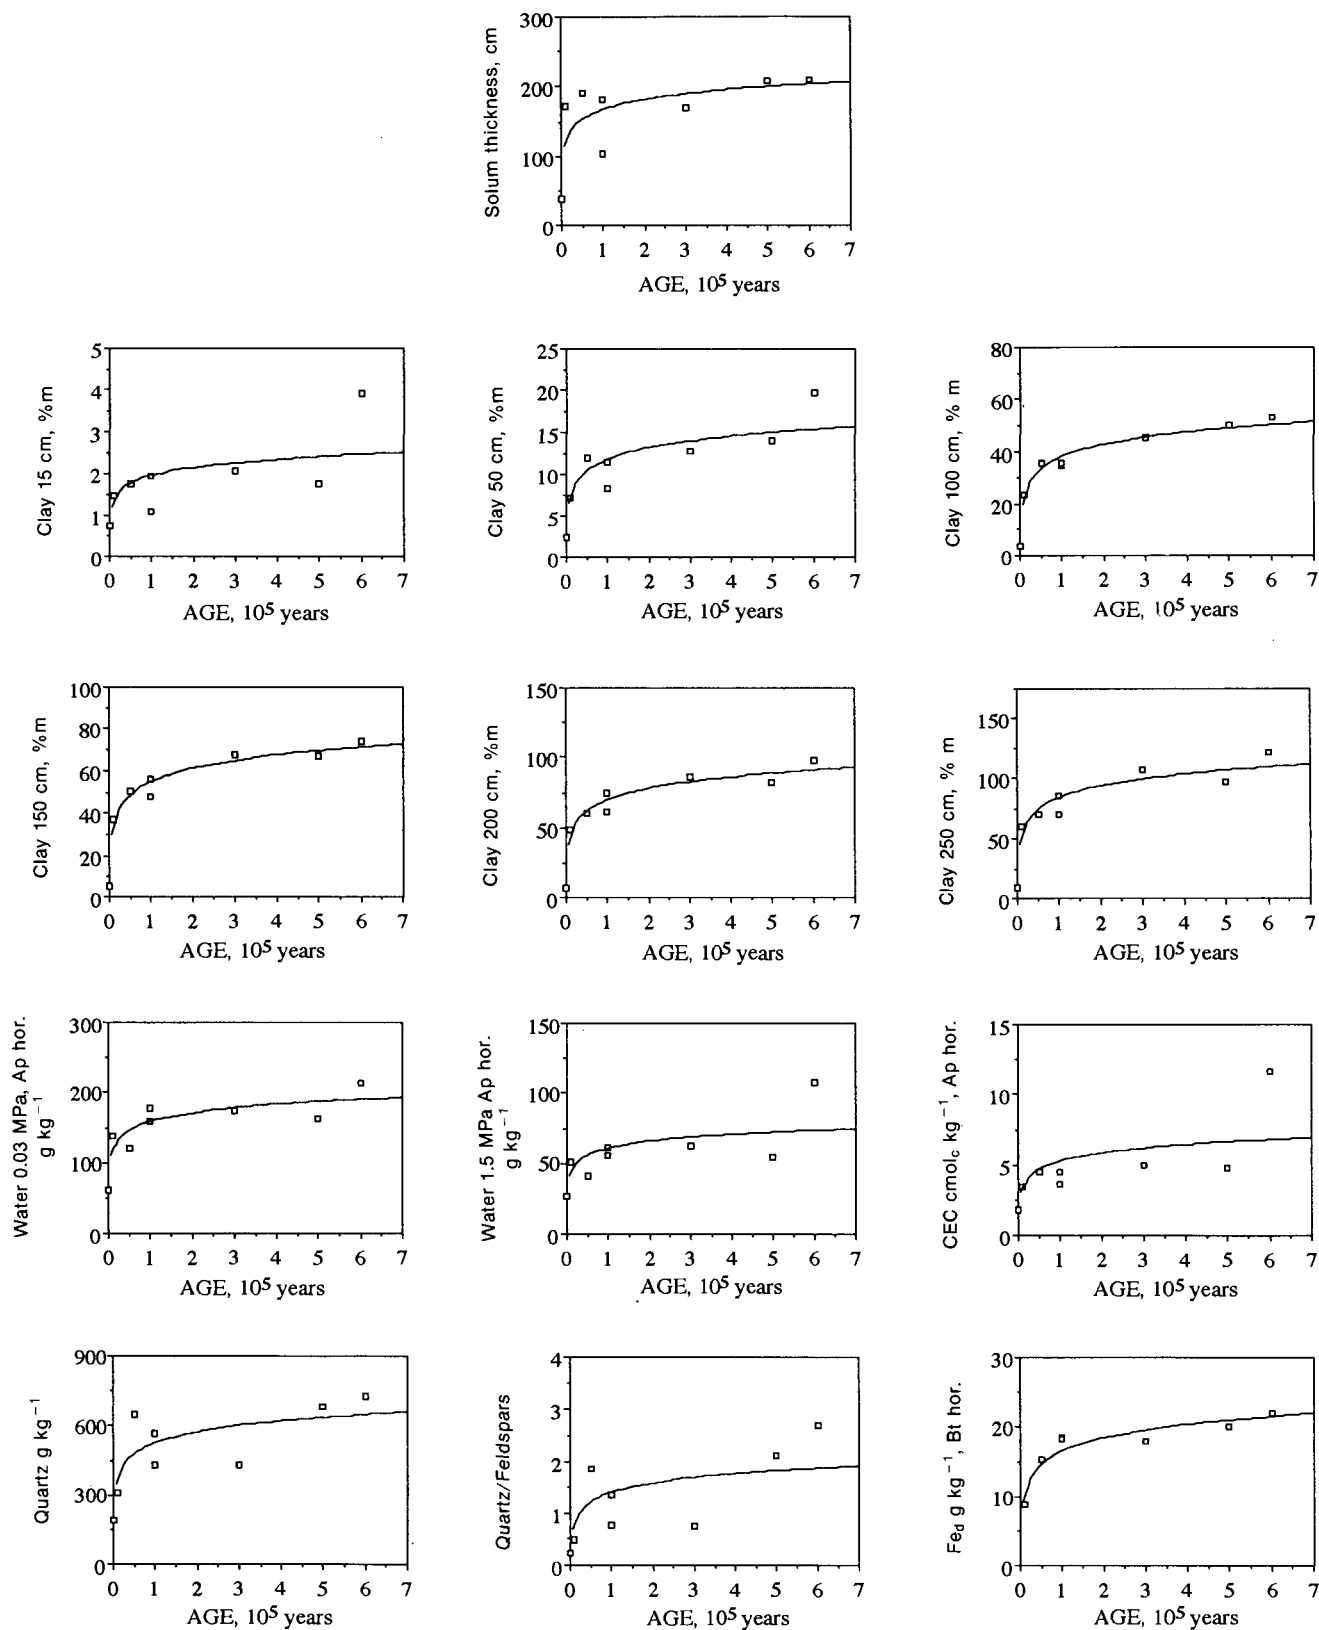 Solum thickness, cm
300
200
100
0
0 1 2 3 4 5 6 7
AGE, 10⁵ years
Clay 15 cm, %m
5
4
3
2
1
0
0 1 2 3 4 5 6 7
AGE, 10⁵ years
Clay 50 cm, %m
25
20
15
10
5
0
0 1 2 3 4 5 6 7
AGE, 10⁵ years
Clay 100 cm, % m
80
60
40
20
0
0 1 2 3 4 5 6 7
AGE, 10⁵ years
Clay 150 cm, %m
100
80
60
40
20
0
0 1 2 3 4 5 6 7
AGE, 10⁵ years
Clay 200 cm, %m
150
100
50
0
0 1 2 3 4 5 6 7
AGE, 10⁵ years
Clay 250 cm, % m
150
100
50
0
0 1 2 3 4 5 6 7
AGE, 10⁵ years
Water 0.03 MPa, Ap hor.
g kg⁻¹
300
200
100
0
0 1 2 3 4 5 6 7
AGE, 10⁵ years
Water 1.5 MPa Ap hor.
g kg⁻¹
150
100
50
0
0 1 2 3 4 5 6 7
AGE, 10⁵ years
CEC cmol꜀ kg⁻¹, Ap hor.
15
10
5
0
0 1 2 3 4 5 6 7
AGE, 10⁵ years
Quartz g kg⁻¹
900
600
300
0
0 1 2 3 4 5 6 7
AGE, 10⁵ years
Quartz/Feldspars
4
3
2
1
0
0 1 2 3 4 5 6 7
AGE, 10⁵ years
Fe_d g kg⁻¹, Bt hor.
30
20
10
0
0 1 2 3 4 5 6 7
AGE, 10⁵ years